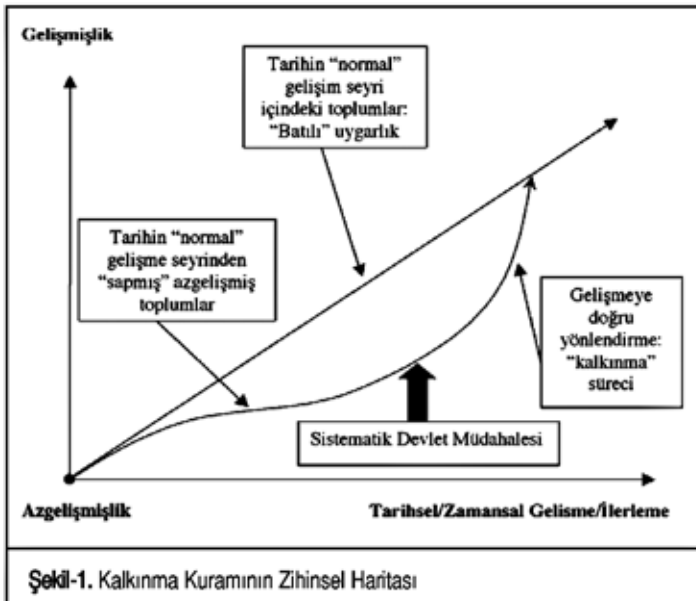 Gelişmişlik
Tarihin “normal”
gelişim seyri
içindeki toplumlar:
“Batılı” uygarlık
Tarihin “normal”
gelişme seyrinden
“sapmış” azgelişmiş
toplumlar
Gelişmeye
doğru
yönlendirme:
“kalkınma”
süreci
Sistematik Devlet Müdahalesi
Azgelişmişlik
Tarihsel/Zamansal Gelisme/İlerleme
Şekil-1. Kalkınma Kuramının Zihinsel Haritası